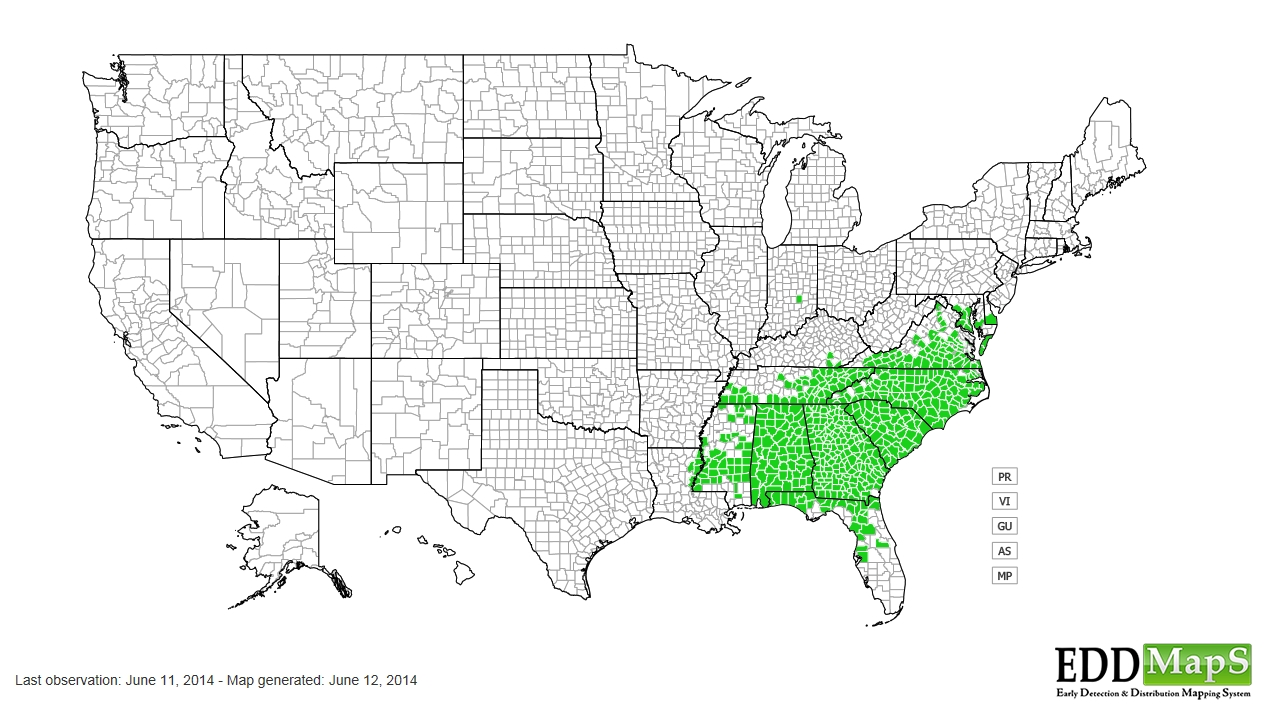 PR
VI
GU
AS
MP
EDDMapS
Early Detection & Distribution Mapping System
Last observation: June 11, 2014 - Map generated: June 12, 2014